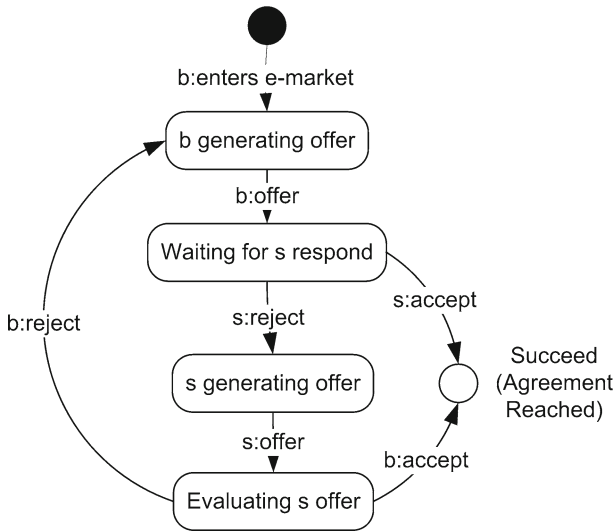 b:enters e-market
b generating offer
b:offer
Waiting for s respond
s:accept
s:reject
b:reject
Succeed
(Agreement
Reached)
s generating offer
s:offer
b:accept
Evaluating s offer